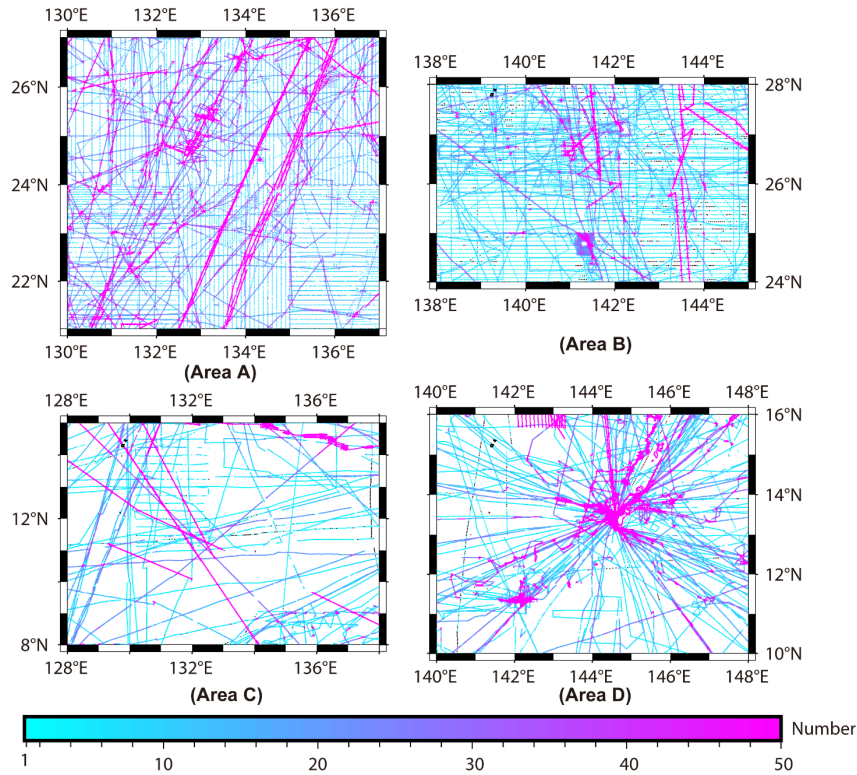 130°E 132°E 134°E 136°E
26°N
24°N
22°N
130°E 132°E 134°E 136°E
(Area A)
138°E 140°E 142°E 144°E
28°N
26°N
24°N
138°E 140°E 142°E 144°E
(Area B)
128°E 132°E 136°E
12°N
8°N
128°E 132°E 136°E
(Area C)
140°E 142°E 144°E 146°E 148°E
16°N
14°N
12°N
10°N
140°E 142°E 144°E 146°E 148°E
(Area D)
Number
1 10 20 30 40 50